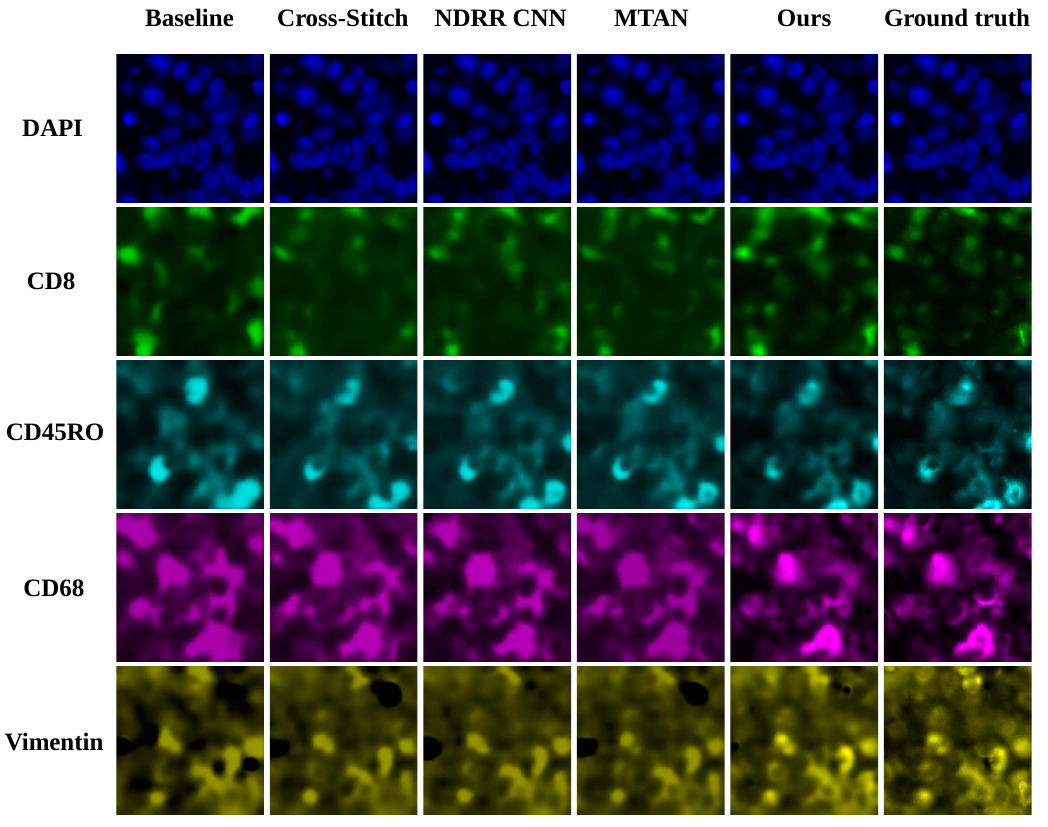 Baseline Cross-Stitch NDRR CNN MTAN Ours Ground truth
DAPI
CD8
CD45RO
CD68
Vimentin